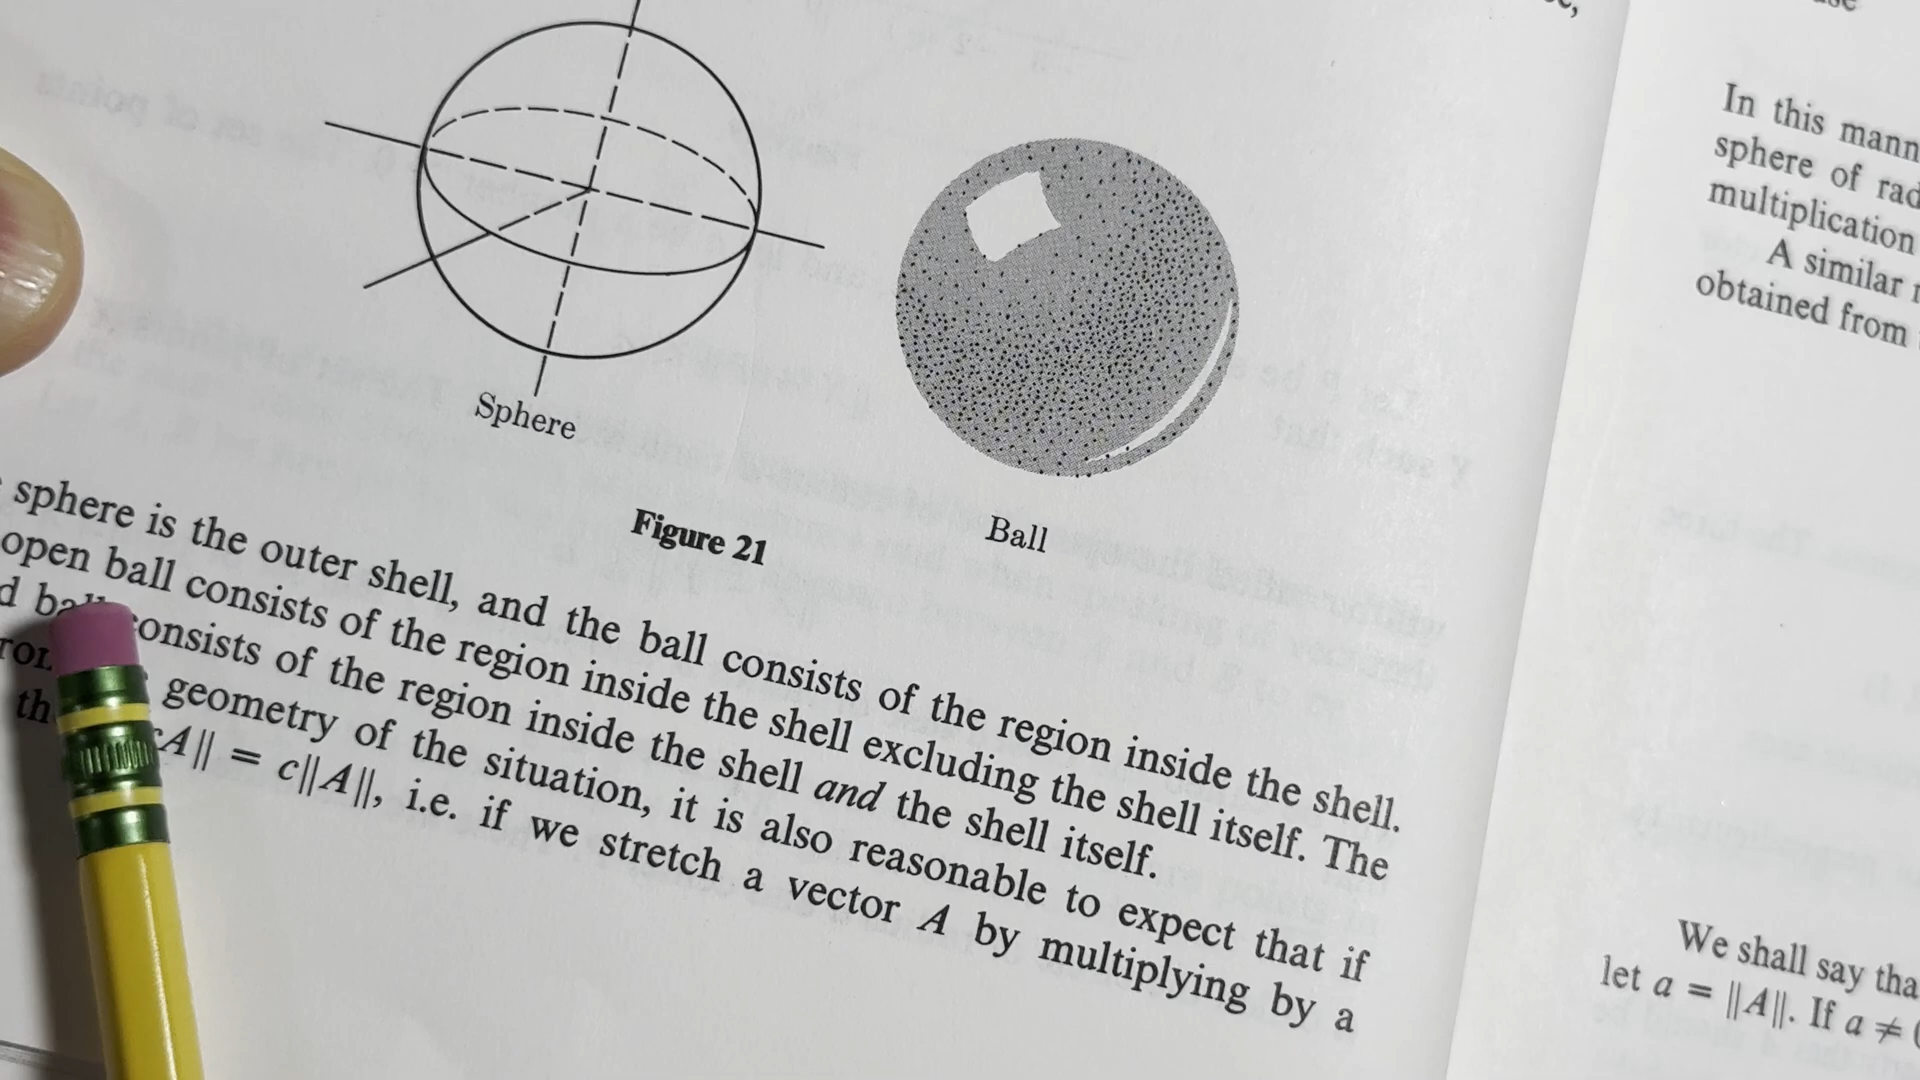 Sphere
Ball
Figure 21
sphere is the outer shell, and the ball consists of the region inside the shell.
open ball consists of the region inside the shell excluding the shell itself. The
consists of the region inside the shell and the shell itself.
geometry of the situation, it is also reasonable to expect that if
A|| = c||A||, i.e. if we stretch a vector A by multiplying by a
In this mann
sphere of rad
multiplication
A similar
obtained from
We shall say tha
let a = ||A||. If a ≠